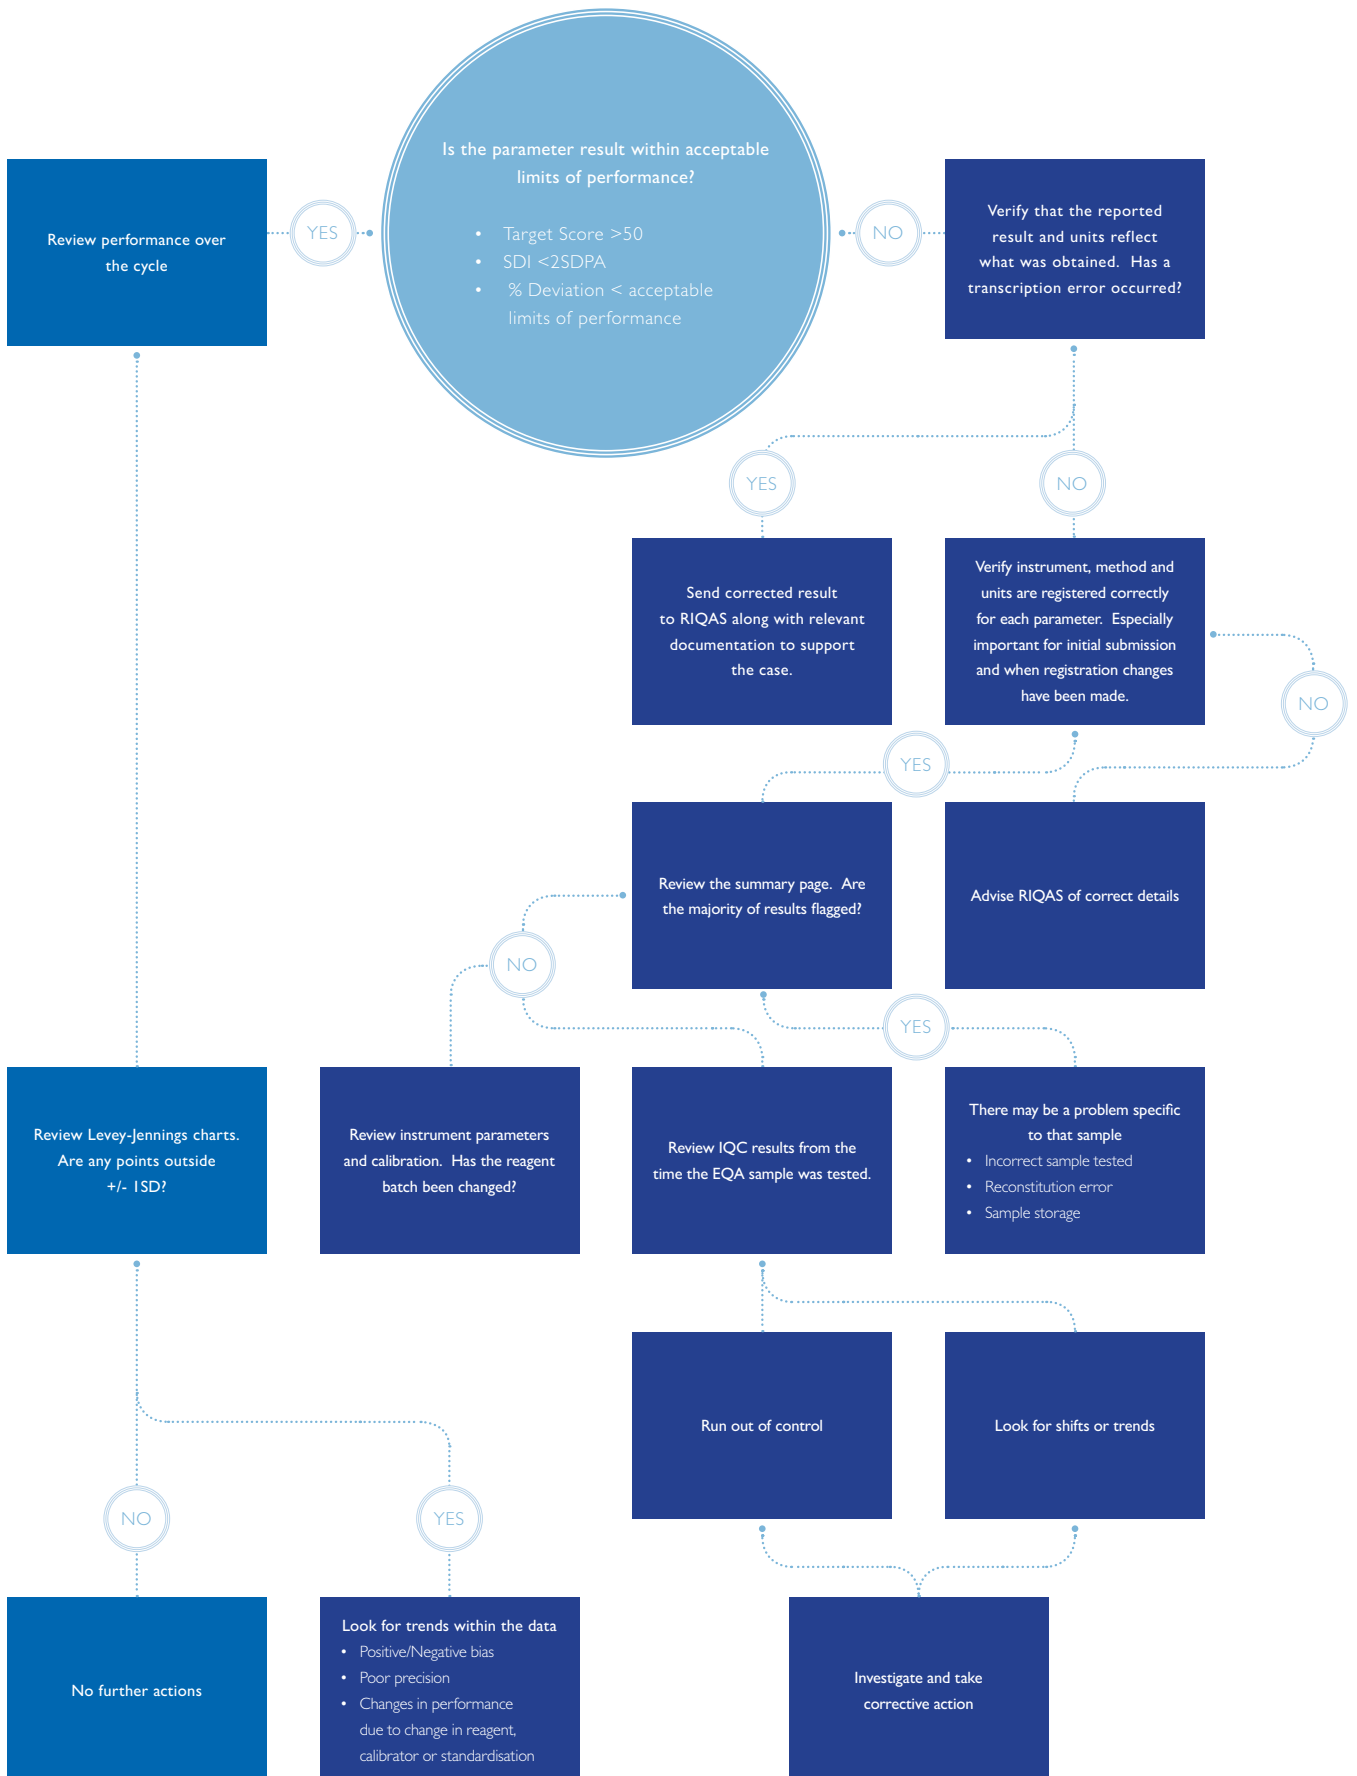 Is the parameter result within acceptable
limits of performance?
• Target Score >50
• SDI <2SDPA
• % Deviation < acceptable
limits of performance
YES
NO
Review performance over
the cycle
Verify that the reported
result and units reflect
what was obtained. Has a
transcription error occurred?
YES
NO
Send corrected result
to RIQAS along with relevant
documentation to support
the case.
Verify instrument, method and
units are registered correctly
for each parameter. Especially
important for initial submission
and when registration changes
have been made.
NO
YES
Review the summary page. Are
the majority of results flagged?
Advise RIQAS of correct details
NO
YES
Review Levey-Jennings charts.
Are any points outside
+/- 1SD?
Review instrument parameters
and calibration. Has the reagent
batch been changed?
Review IQC results from the
time the EQA sample was tested.
There may be a problem specific
to that sample
• Incorrect sample tested
• Reconstitution error
• Sample storage
Run out of control
Look for shifts or trends
NO
YES
No further actions
Look for trends within the data
• Positive/Negative bias
• Poor precision
• Changes in performance
due to change in reagent,
calibrator or standardisation
Investigate and take
corrective action